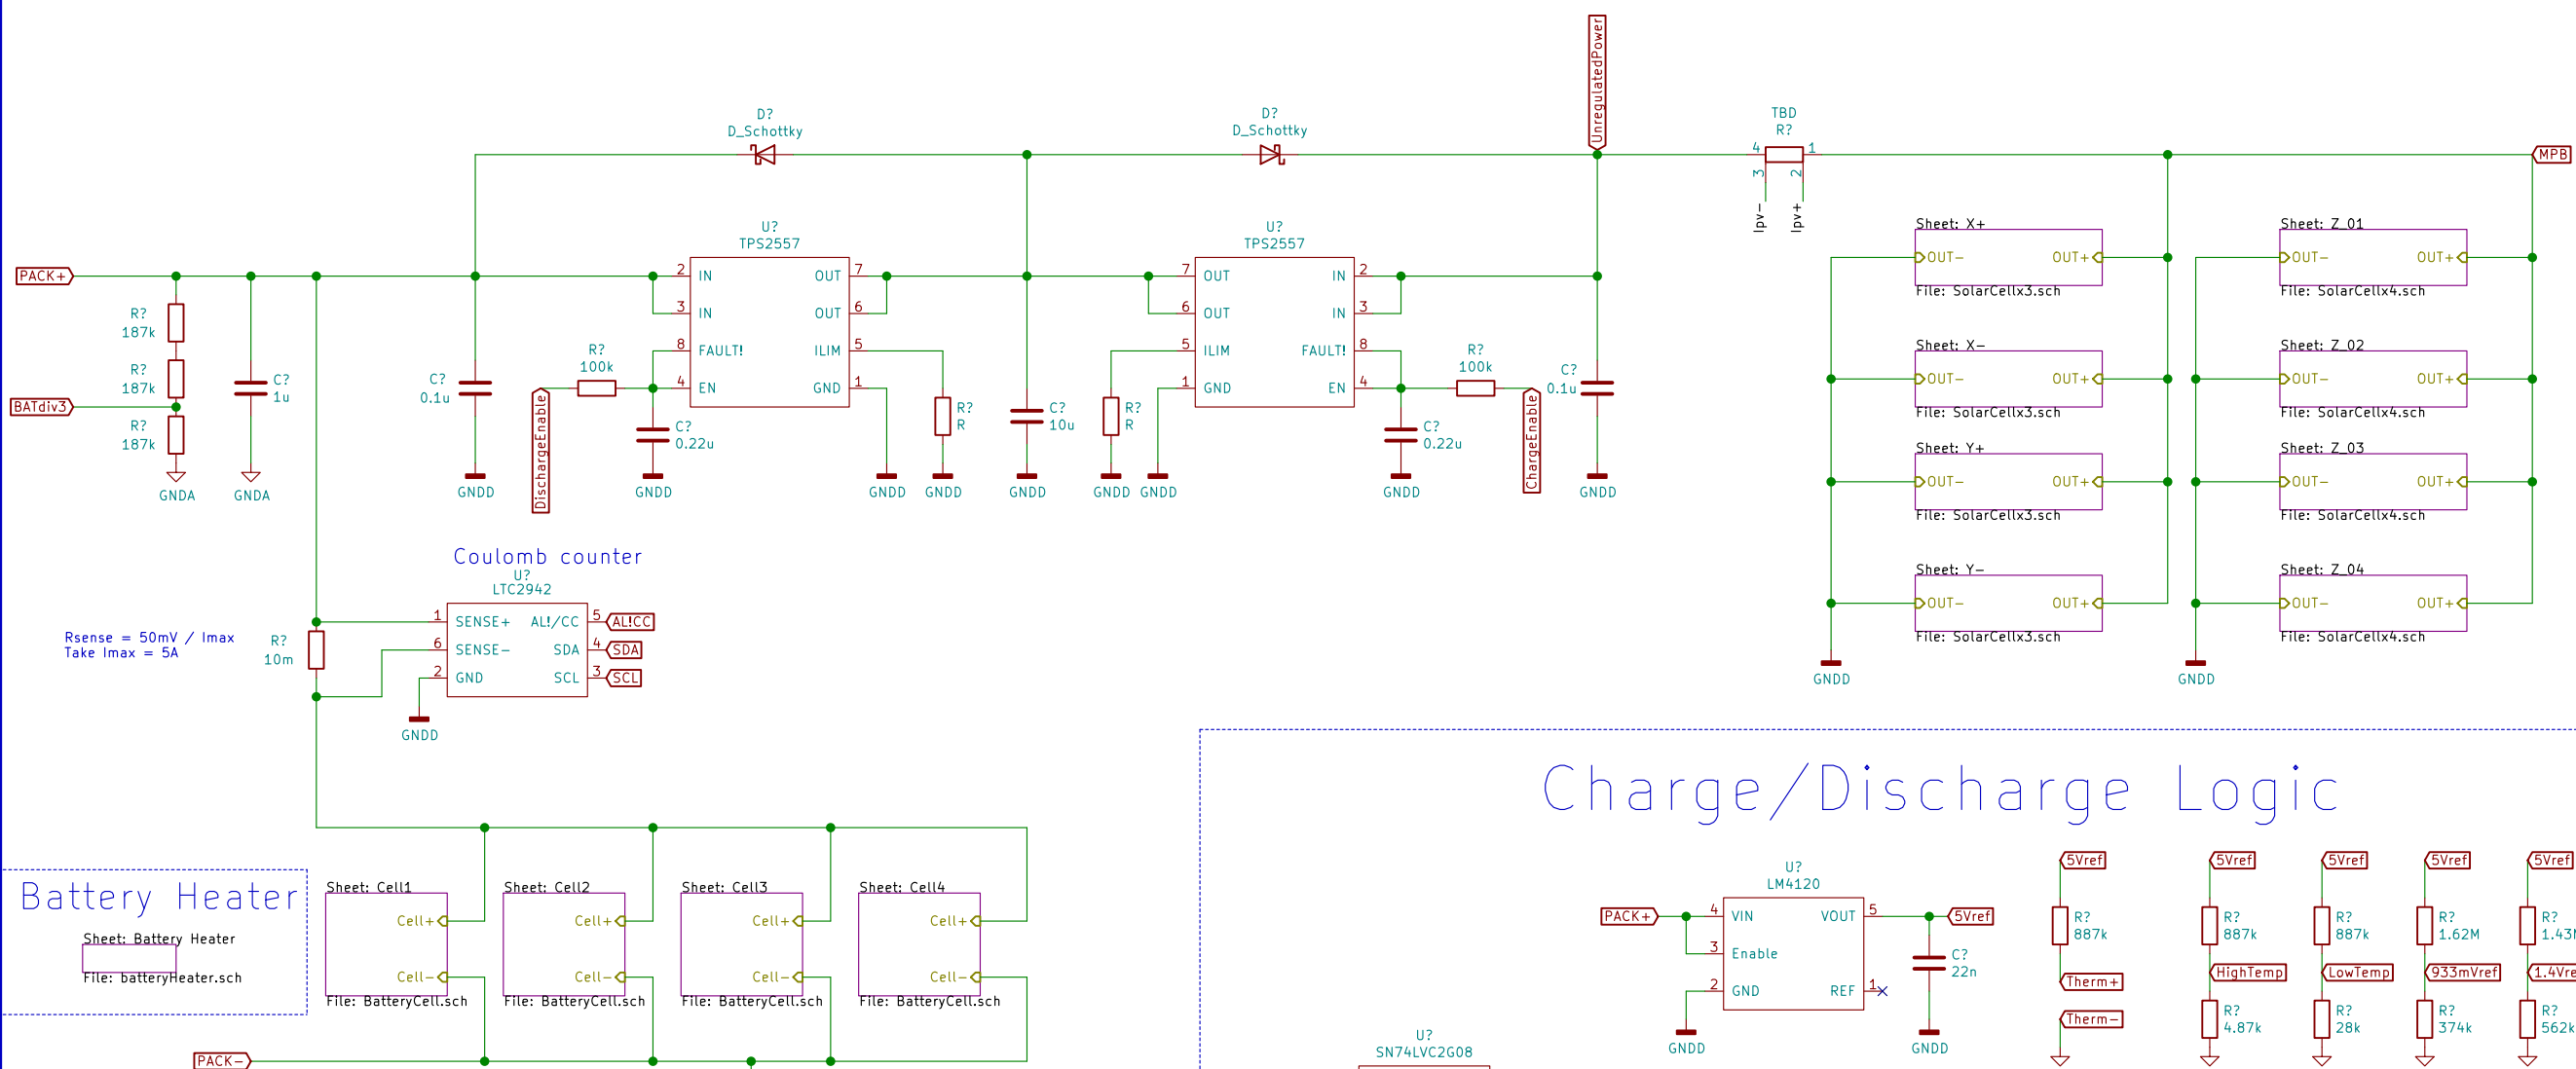 UnregulatedPower
D?
D_Schottky
D?
D_Schottky
TBD
R?
4
1
3
2
Ipv-
Ipv+
MPB
PACK+
R?
187k
R?
187k
BATdiv3
R?
187k
GNDA
C?
1u
GNDA
C?
0.1u
GNDD
DischargeEnable
R?
100k
C?
0.22u
GNDD
U?
TPS2557
2 IN OUT 7
3 IN OUT 6
8 FAULT! ILIM 5
4 EN GND 1
GNDD
R?
R
GNDD
C?
10u
GNDD
R?
R
GNDD
GNDD
U?
TPS2557
7 OUT IN 2
6 OUT IN 3
5 ILIM FAULT! 8
1 GND EN 4
C?
0.22u
GNDD
R?
100k
ChargeEnable
C?
0.1u
GNDD
Sheet: X+
OUT- OUT+
File: SolarCellx3.sch
Sheet: X-
OUT- OUT+
File: SolarCellx3.sch
Sheet: Y+
OUT- OUT+
File: SolarCellx3.sch
Sheet: Y-
OUT- OUT+
File: SolarCellx3.sch
GNDD
Sheet: Z_01
OUT- OUT+
File: SolarCellx4.sch
Sheet: Z_02
OUT- OUT+
File: SolarCellx4.sch
Sheet: Z_03
OUT- OUT+
File: SolarCellx4.sch
Sheet: Z_04
OUT- OUT+
File: SolarCellx4.sch
GNDD
Coulomb counter
U?
LTC2942
1 SENSE+ AL!/CC 5 AL!CC
6 SENSE- SDA 4 SDA
2 GND SCL 3 SCL
GNDD
Rsense = 50mV / Imax
Take Imax = 5A
R?
10m
Battery Heater
Sheet: Battery Heater
File: batteryHeater.sch
Sheet: Cell1
Cell+
Cell-
File: BatteryCell.sch
Sheet: Cell2
Cell+
Cell-
File: BatteryCell.sch
Sheet: Cell3
Cell+
Cell-
File: BatteryCell.sch
Sheet: Cell4
Cell+
Cell-
File: BatteryCell.sch
PACK-
Charge/Discharge Logic
U?
LM4120
PACK+ 4 VIN VOUT 5 5Vref
3 Enable
2 GND REF 1
GNDD
C?
22n
GNDD
U?
SN74LVC2G08
5Vref
R?
887k
Therm+
Therm-
5Vref
R?
887k
HighTemp
R?
4.87k
5Vref
R?
887k
LowTemp
R?
28k
5Vref
R?
1.62M
933mVref
R?
374k
5Vref
R?
1.43
1.4Vre
R?
562k